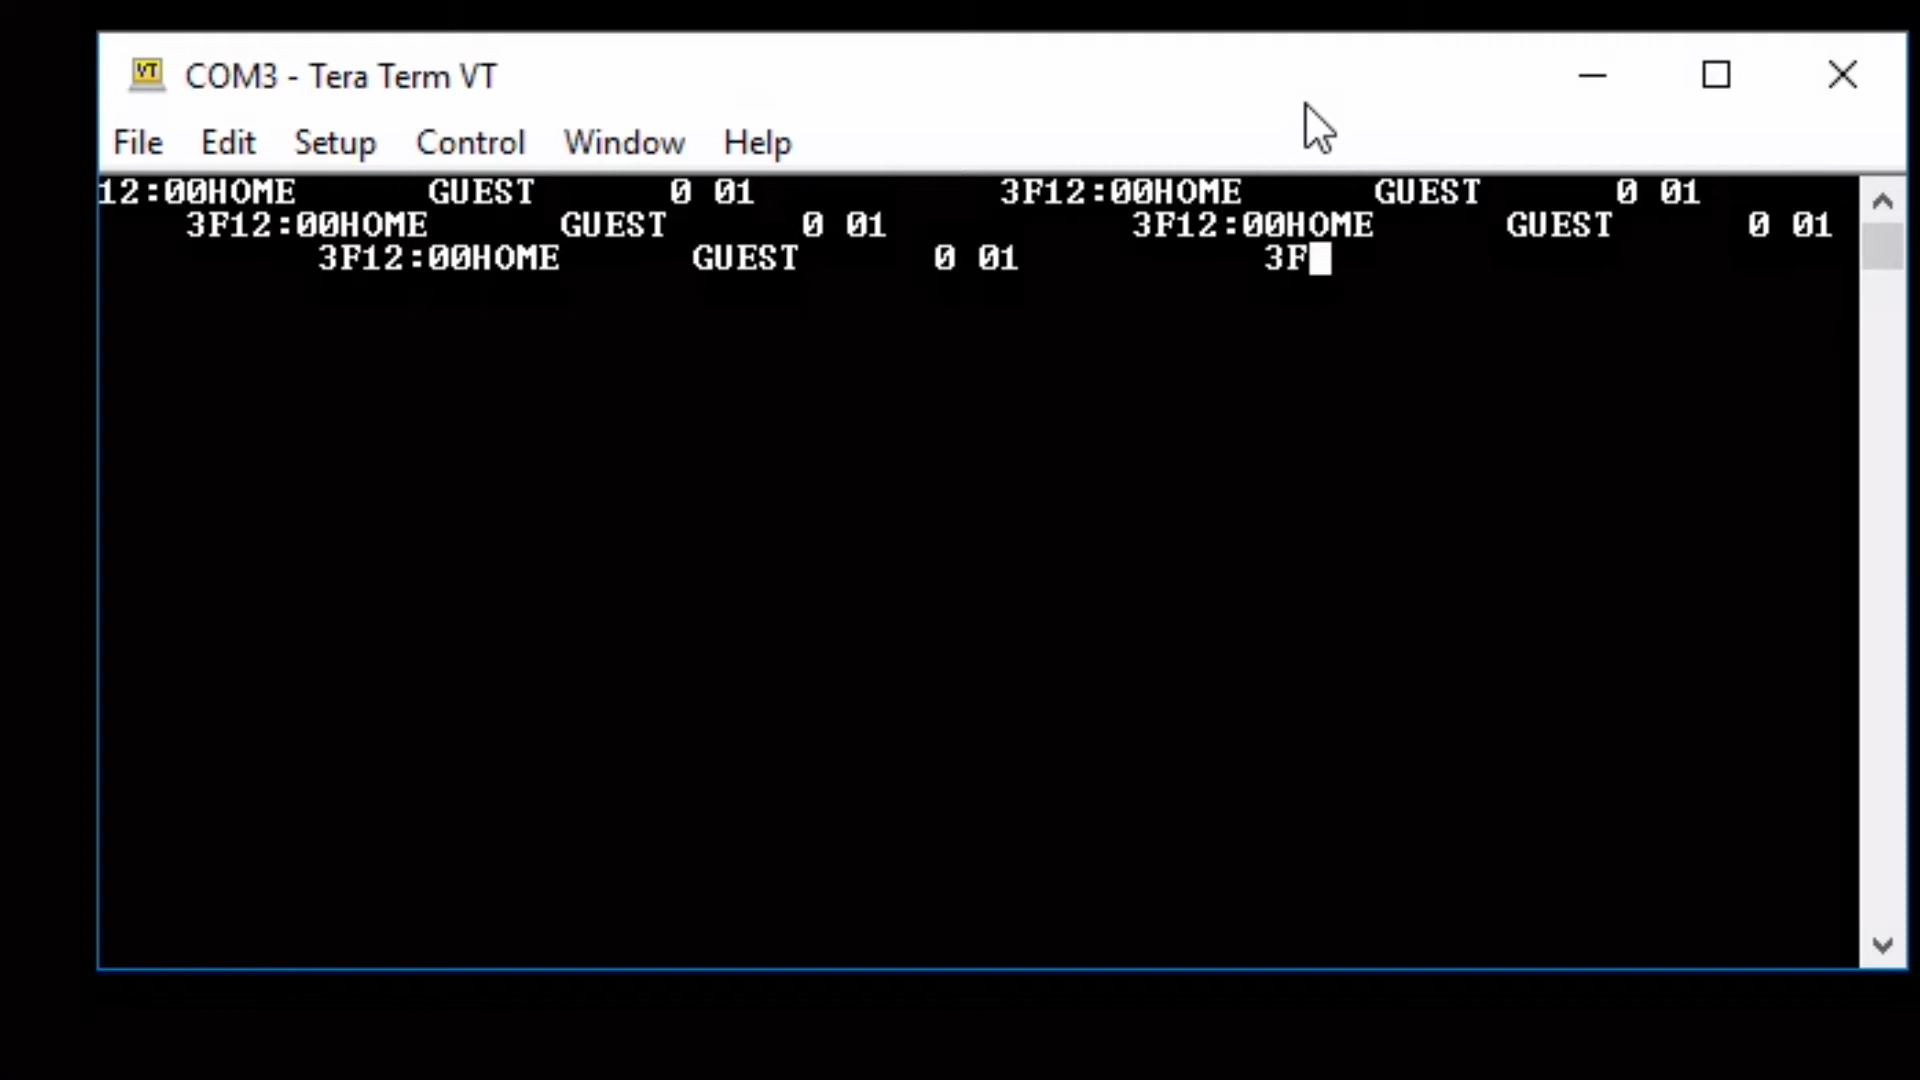 COM3 - Tera Term VT
File Edit Setup Control Window Help
12:00HOME      GUEST      0 01           3F12:00HOME      GUEST      0 01
    3F12:00HOME      GUEST      0 01           3F12:00HOME      GUEST      0 01
          3F12:00HOME      GUEST      0 01           3F